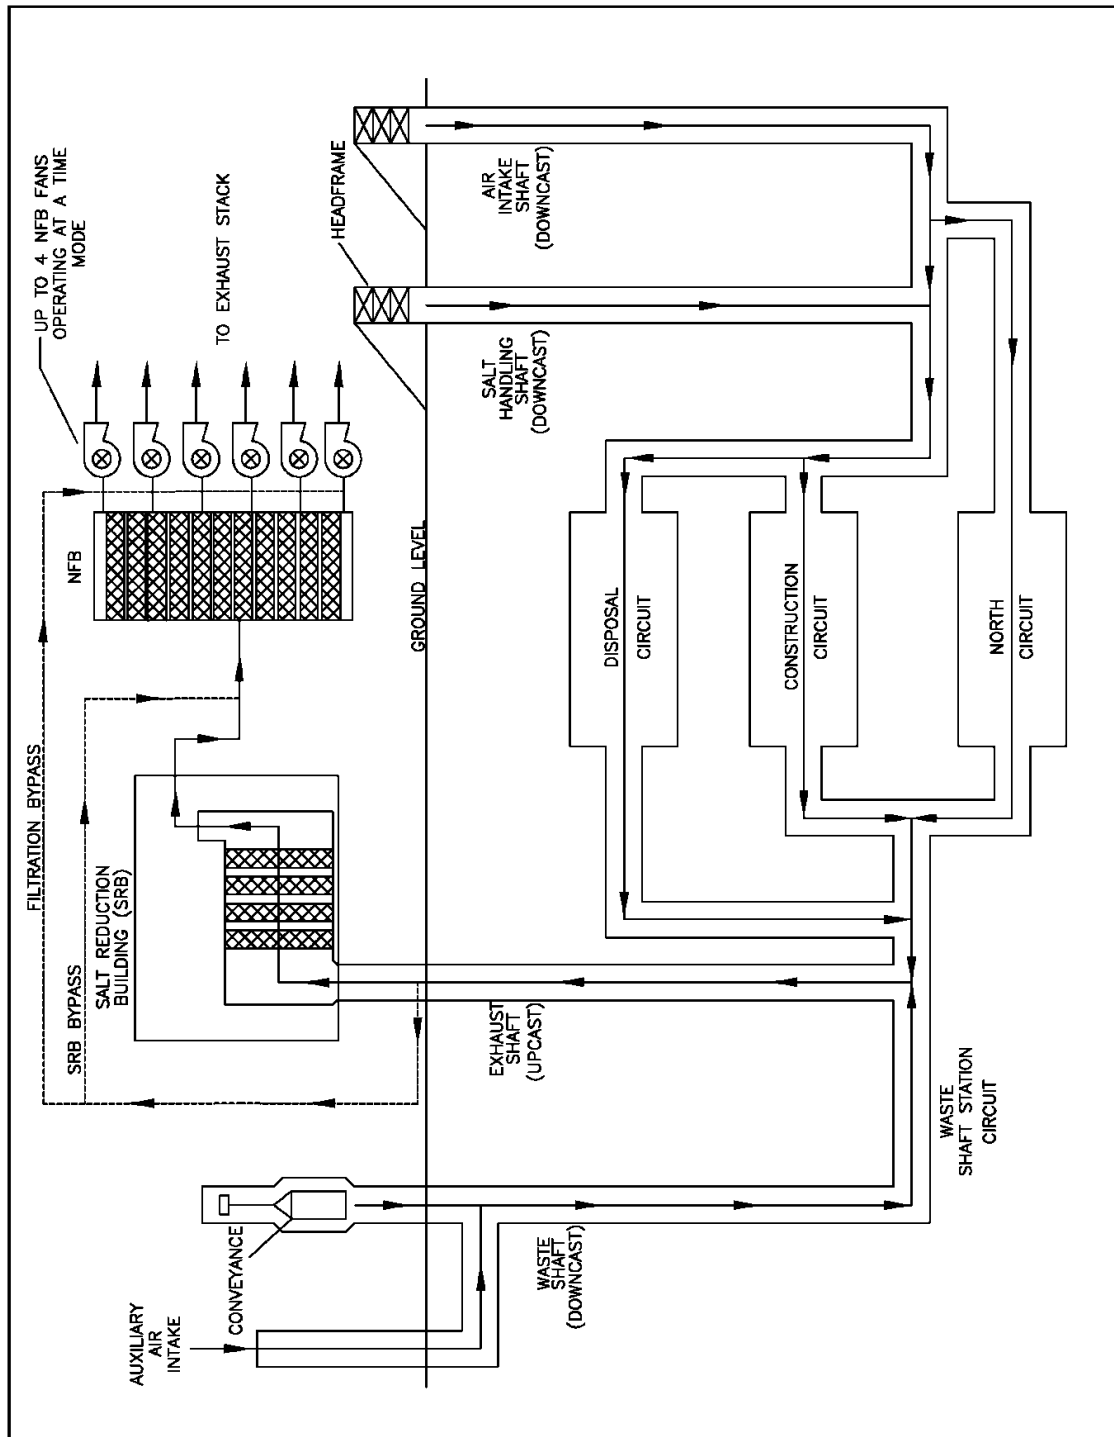 UP TO 4 NFB FANS
OPERATING AT A TIME
MODE
TO EXHAUST STACK
HEADFRAME
NFB
FILTRATION BYPASS
SRB BYPASS
SALT REDUCTION
BUILDING (SRB)
CONVEYANCE
AUXILIARY
AIR
INTAKE
GROUND LEVEL
WASTE
SHAFT
(DOWNCAST)
EXHAUST
SHAFT
(UPCAST)
SALT
HANDLING
SHAFT
(DOWNCAST)
AIR
INTAKE
SHAFT
(DOWNCAST)
DISPOSAL
CIRCUIT
CONSTRUCTION
CIRCUIT
NORTH
CIRCUIT
WASTE
SHAFT STATION
CIRCUIT